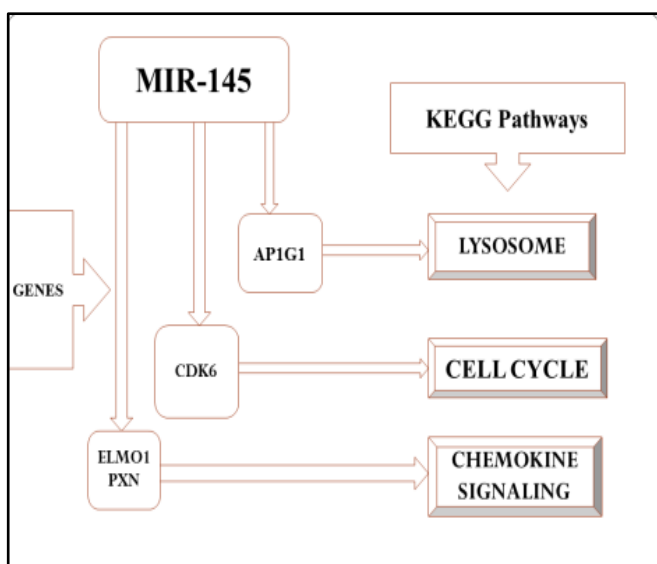 MIR-145
KEGG Pathways
AP1G1
LYSOSOME
GENES
CDK6
CELL CYCLE
ELMO1
PXN
CHEMOKINE
SIGNALING